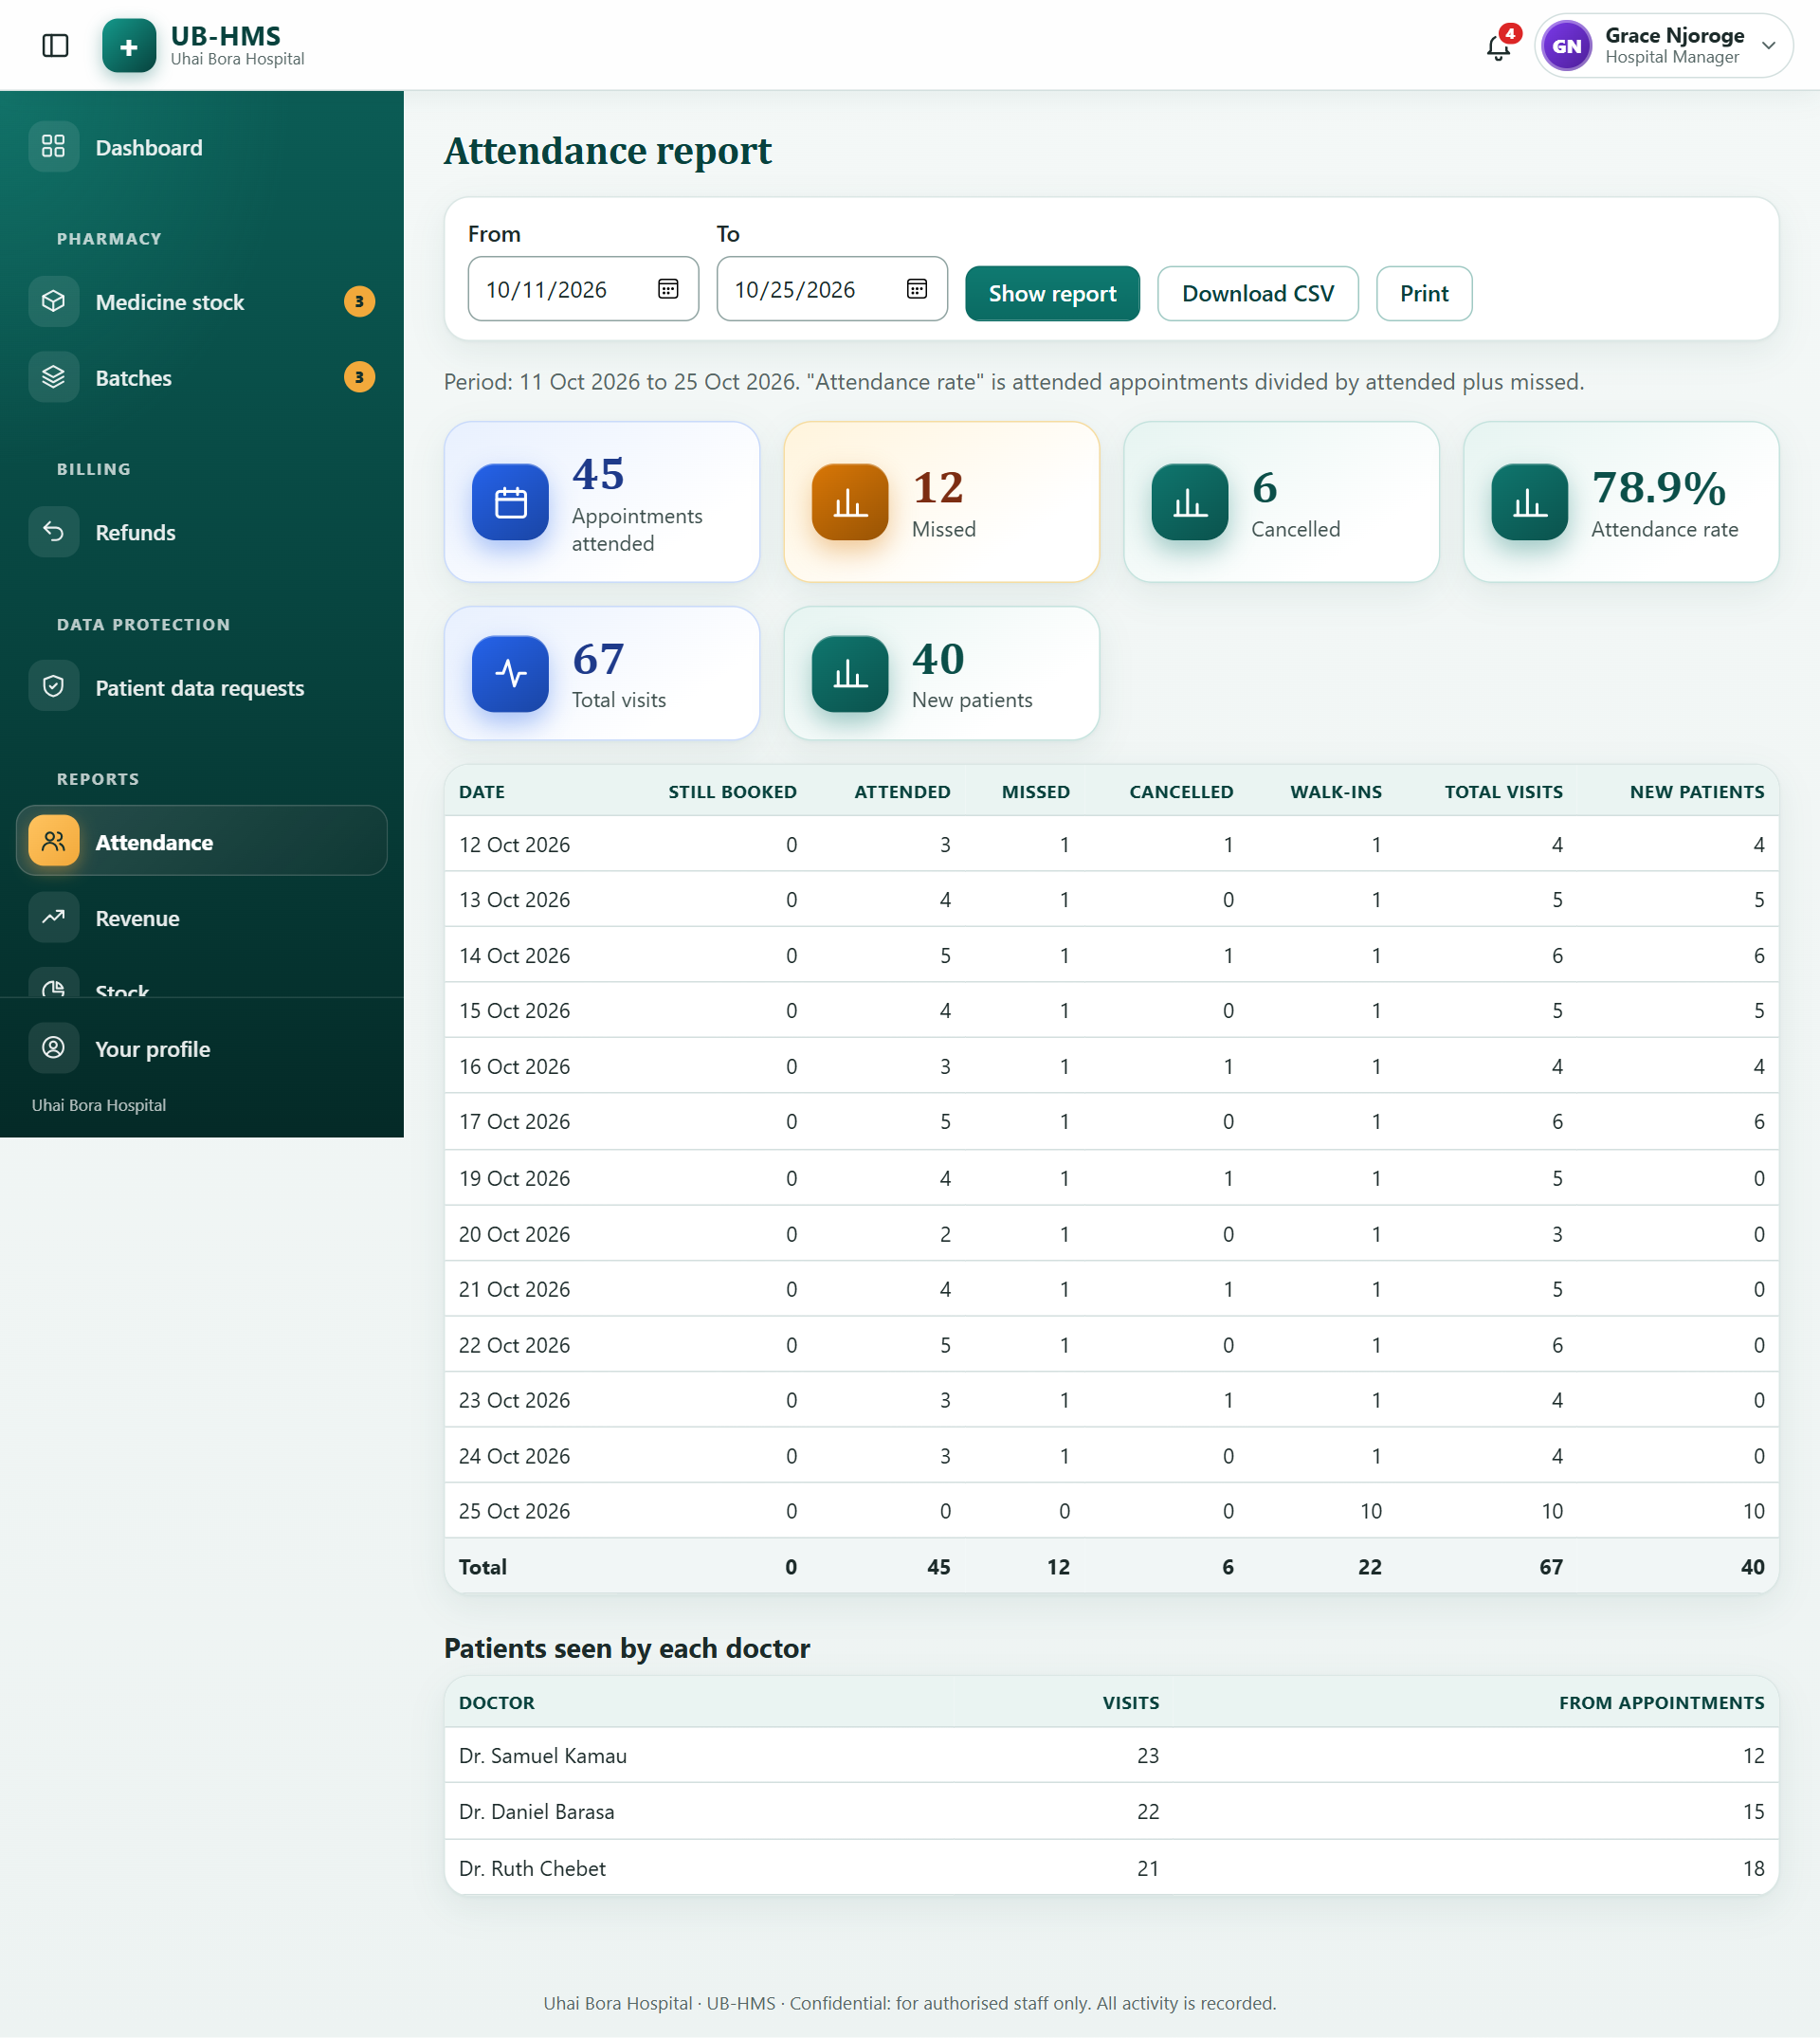 UB-HMS
Uhai Bora Hospital
4
GN
Grace Njoroge
Hospital Manager
Dashboard
PHARMACY
Medicine stock 3
Batches 3
BILLING
Refunds
DATA PROTECTION
Patient data requests
REPORTS
Attendance
Revenue
Stock
Your profile
Uhai Bora Hospital
Attendance report
From To
10/11/2026 10/25/2026 Show report Download CSV Print
Period: 11 Oct 2026 to 25 Oct 2026. "Attendance rate" is attended appointments divided by attended plus missed.
45
Appointments
attended
12
Missed
6
Cancelled
78.9%
Attendance rate
67
Total visits
40
New patients
DATE STILL BOOKED ATTENDED MISSED CANCELLED WALK-INS TOTAL VISITS NEW PATIENTS
12 Oct 2026 0 3 1 1 1 4 4
13 Oct 2026 0 4 1 0 1 5 5
14 Oct 2026 0 5 1 1 1 6 6
15 Oct 2026 0 4 1 0 1 5 5
16 Oct 2026 0 3 1 1 1 4 4
17 Oct 2026 0 5 1 0 1 6 6
19 Oct 2026 0 4 1 1 1 5 0
20 Oct 2026 0 2 1 0 1 3 0
21 Oct 2026 0 4 1 1 1 5 0
22 Oct 2026 0 5 1 0 1 6 0
23 Oct 2026 0 3 1 1 1 4 0
24 Oct 2026 0 3 1 0 1 4 0
25 Oct 2026 0 0 0 0 10 10 10
Total 0 45 12 6 22 67 40
Patients seen by each doctor
DOCTOR VISITS FROM APPOINTMENTS
Dr. Samuel Kamau 23 12
Dr. Daniel Barasa 22 15
Dr. Ruth Chebet 21 18
Uhai Bora Hospital · UB-HMS · Confidential: for authorised staff only. All activity is recorded.